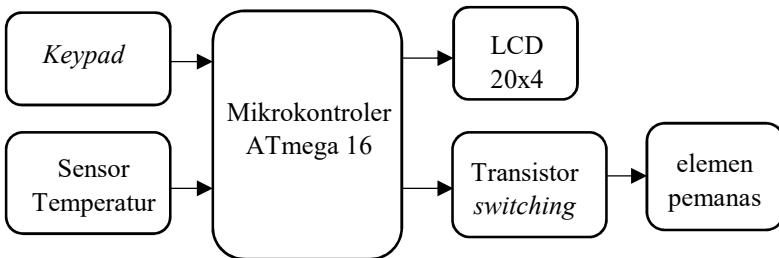 Keypad
Sensor
Temperatur
Mikrokontroler
ATmega 16
LCD
20x4
Transistor
switching
elemen
pemanas